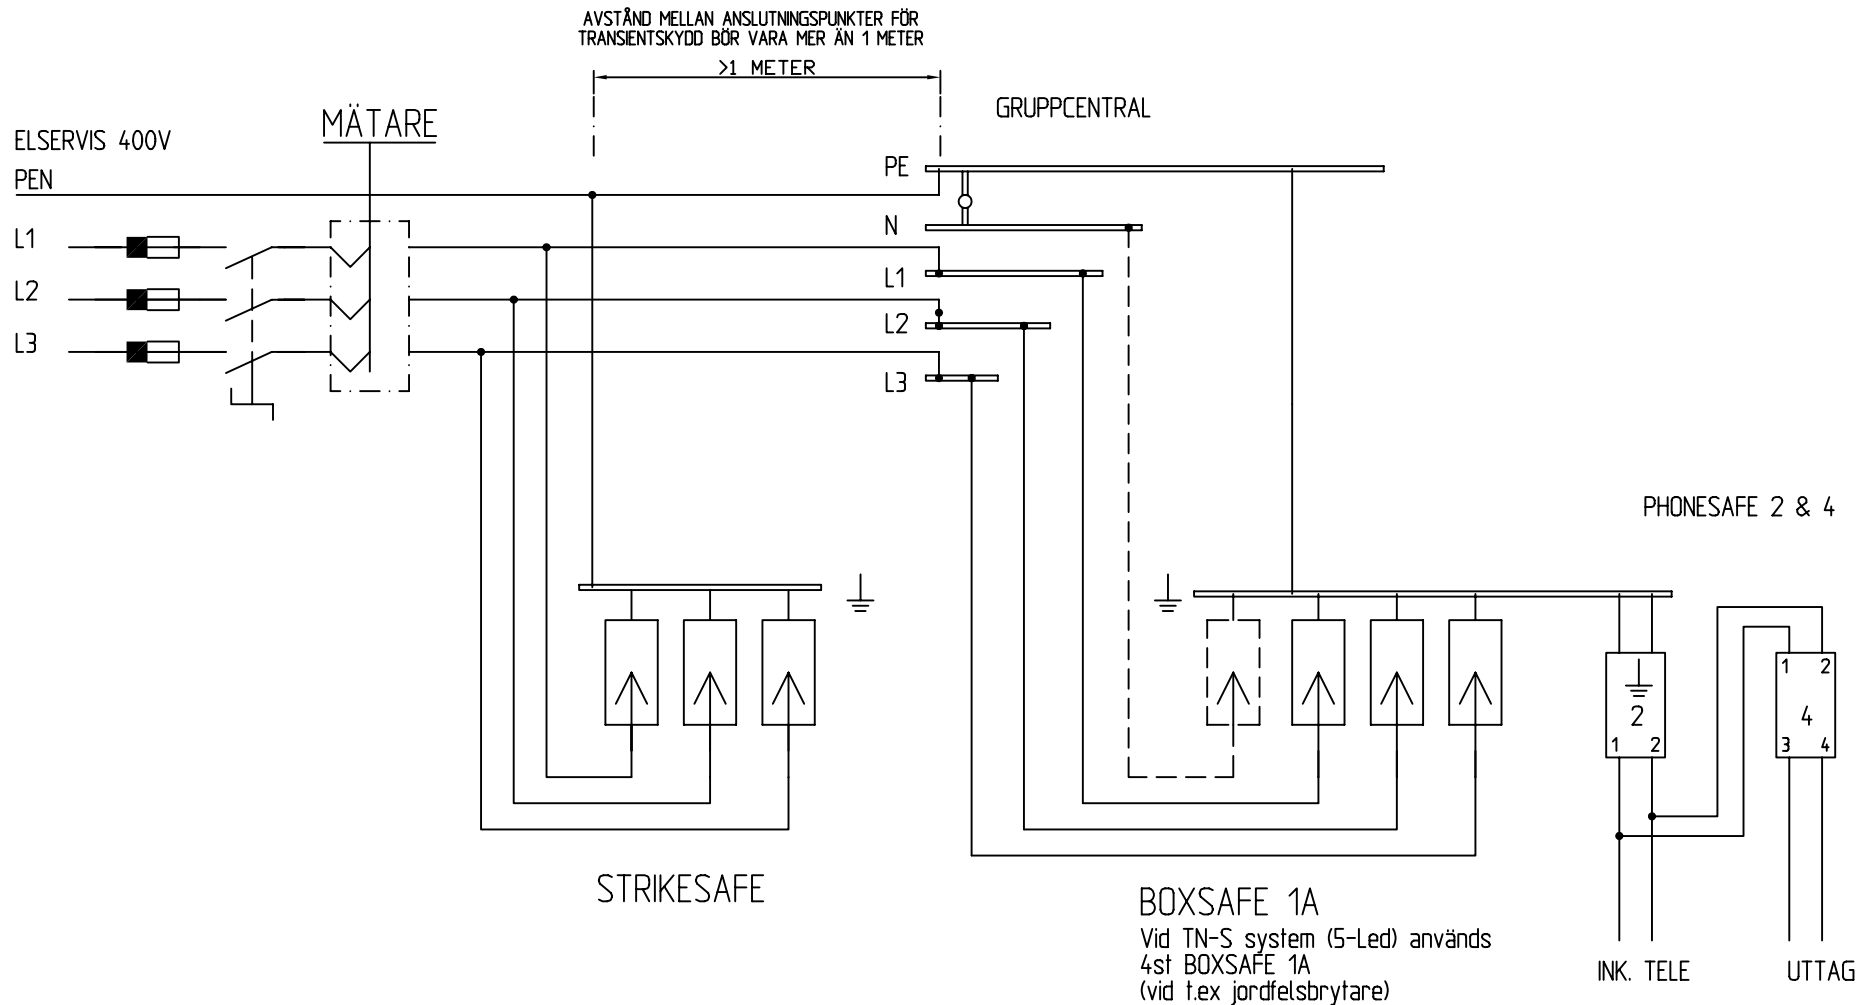 AVSTÅND MELLAN ANSLUTNINGSPUNKTER FÖR
TRANSIENTSKYDD BÖR VARA MER ÄN 1 METER
>1 METER
GRUPPCENTRAL
MÄTARE
ELSERVIS 400V
PEN
PE
L1
N
L2
L1
L3
L2
L3
PHONESAFE 2 & 4
1 2
2
4
1 2
3 4
STRIKESAFE
BOXSAFE 1A
Vid TN-S system (5-Led) används
4st BOXSAFE 1A
(vid t.ex jordfelsbrytare)
INK. TELE
UTTAG